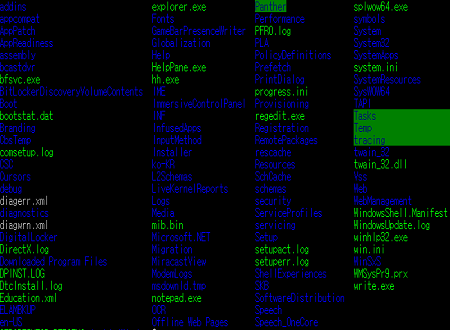 addins explorer.exe Panther splwow64.exe
appcompat Fonts Performance symbols
AppPatch GameBarPresenceWriter PFRO.log System
AppReadiness Globalization PLA System32
assembly Help PolicyDefinitions SystemApps
bcastdvr HelpPane.exe Prefetch system.ini
bfsvc.exe hh.exe PrintDialog SystemResources
BitLockerDiscoveryVolumeContents IME progress.ini SysWOW64
Boot ImmersiveControlPanel Provisioning TAPI
bootstat.dat INF regedit.exe Tasks
Branding InfusedApps Registration Temp
CbsTemp InputMethod RemotePackages tracing
comsetup.log Installer rescache twain_32
CSC Resources twain_32.dll
Cursors L2Schemas SchCache Vss
debug LiveKernelReports schemas Web
diagerr.xml Logs security WebManagement
diagnostics Media ServiceProfiles WindowsShell.Manifest
diagwrn.xml mib.bin servicing WindowsUpdate.log
DigitalLocker Microsoft.NET Setup winhlp32.exe
DirectX.log Migration setupact.log win.ini
Downloaded Program Files MiracastView setuperr.log WinSxS
DPINST.LOG ModemLogs ShellExperiences WMSysPr9.prx
DtcInstall.log SKB write.exe
Education.xml notepad.exe SoftwareDistribution
ELAMBKUP OCR Speech
en-US Offline Web Pages Speech_OneCore